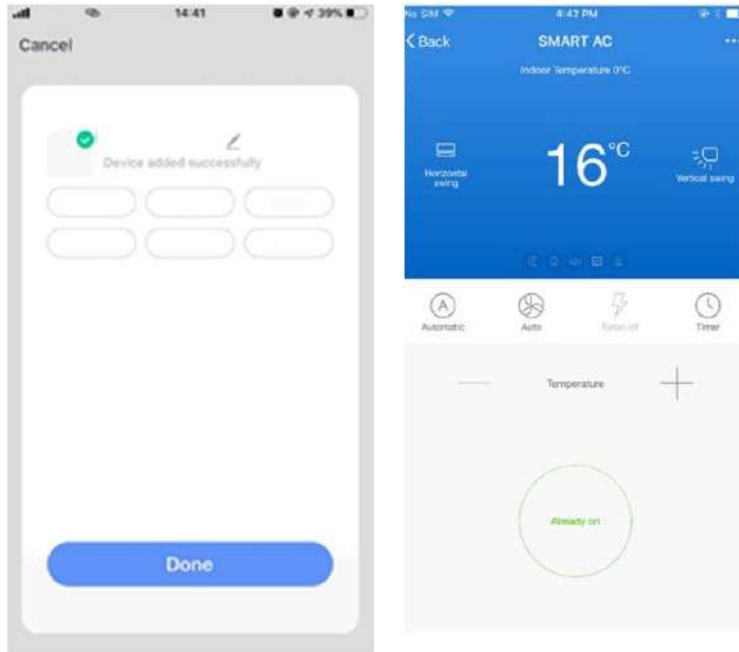 14:41
39%
Cancel
Device added successfully
Done
No SIM
4:42 PM
Back
SMART AC
Indoor Temperature 0°C
16°C
Horizontal
swing
Vertical swing
Automatic
Auto
Timer
Temperature
Already on